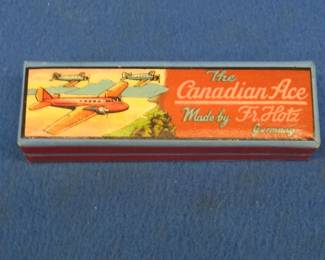 The
Canadian Ace
Made by Fr. Hotz
Germany